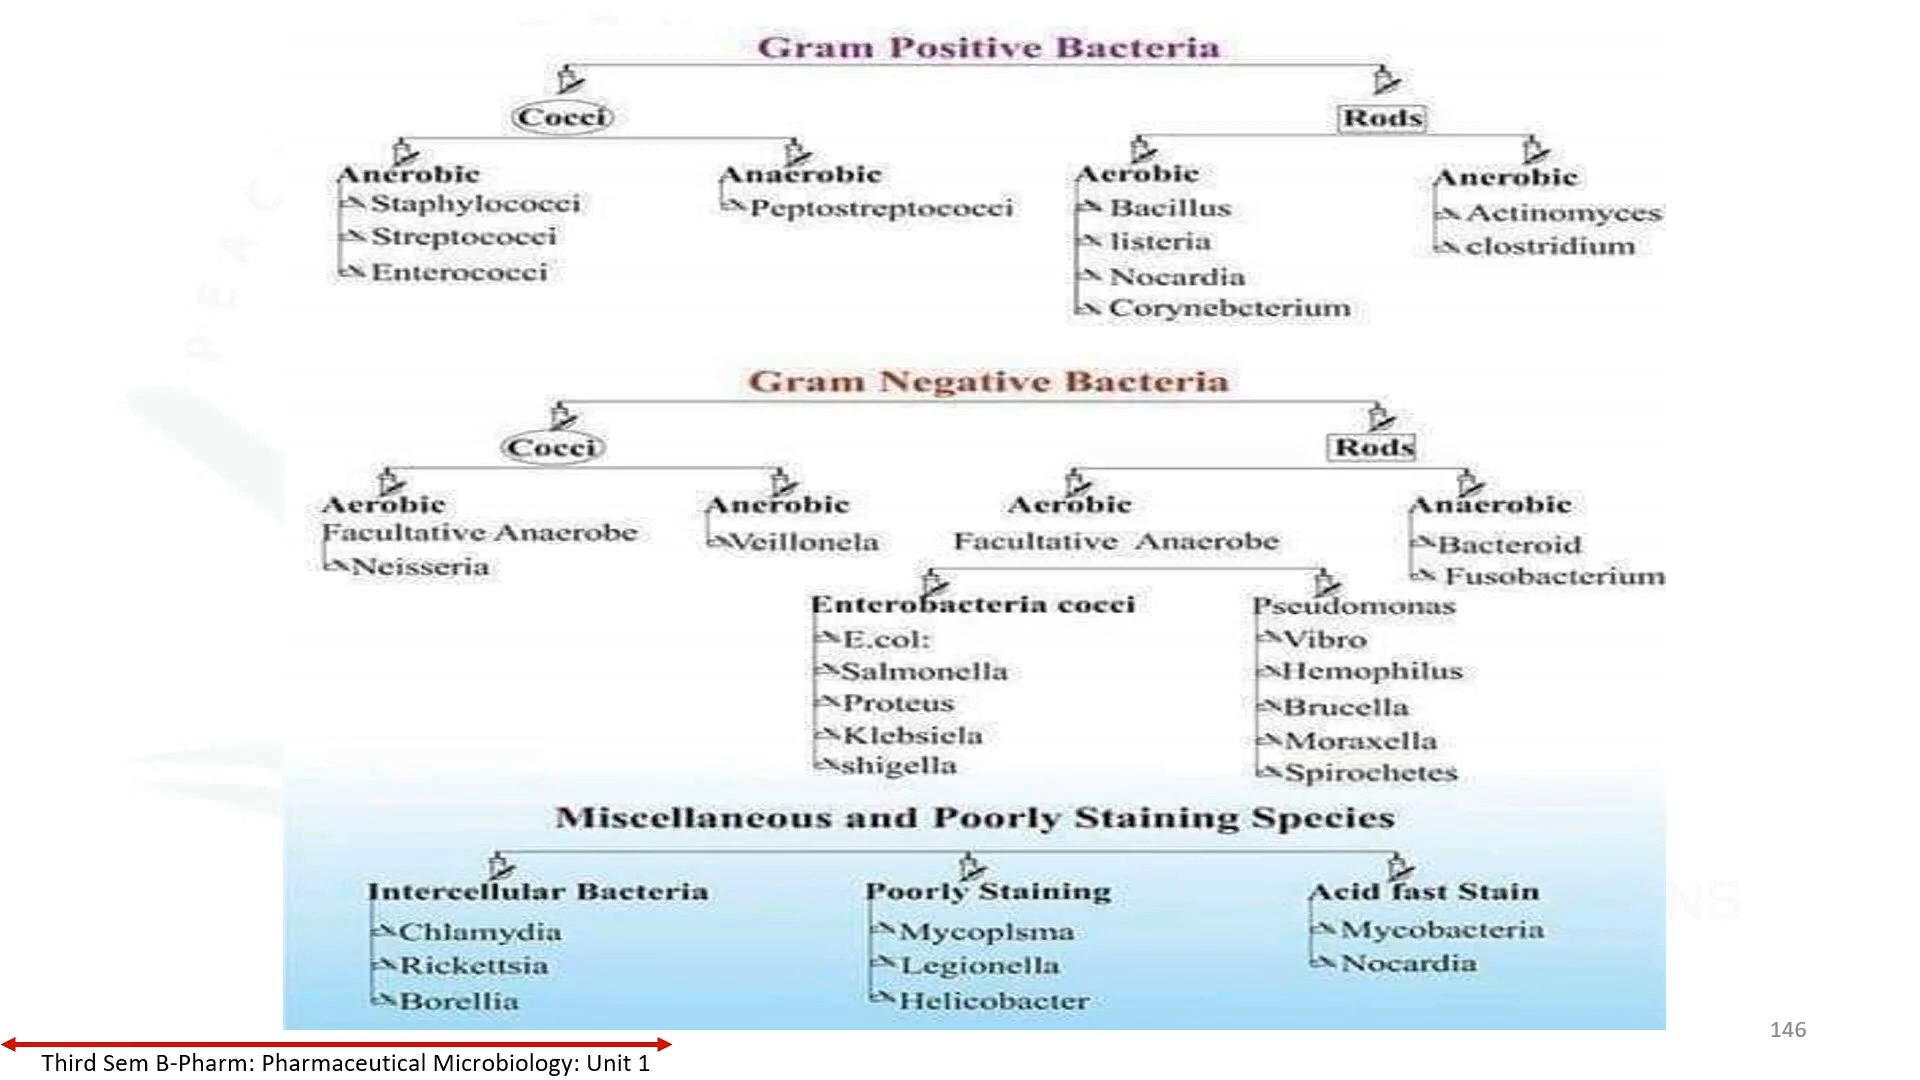 Gram Positive Bacteria
Cocci
Rods
Anerobic
Staphylococci
Streptococci
Enterococci
Anaerobic
Peptostreptococci
Aerobic
Bacillus
listeria
Nocardia
Corynebcterium
Anerobic
Actinomyces
clostridium
Gram Negative Bacteria
Cocci
Rods
Aerobic
Facultative Anaerobe
Neisseria
Anerobic
Veillonela
Aerobic
Facultative Anaerobe
Enterobacteria cocci
E.col:
Salmonella
Proteus
Klebsiela
shigella
Pseudomonas
Vibro
Hemophilus
Brucella
Moraxella
Spirochetes
Anaerobic
Bacteroid
Fusobacterium
Miscellaneous and Poorly Staining Species
Intercellular Bacteria
Chlamydia
Rickettsia
Borellia
Poorly Staining
Mycoplsma
Legionella
Helicobacter
Acid fast Stain
Mycobacteria
Nocardia
146
Third Sem B-Pharm: Pharmaceutical Microbiology: Unit 1